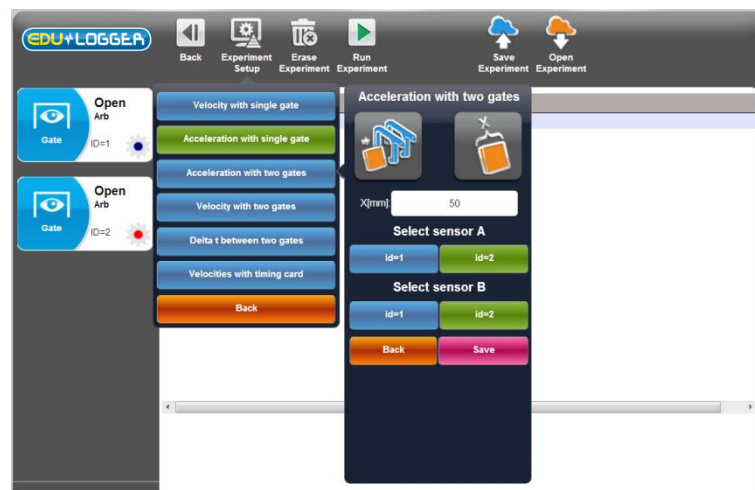 EDU LOGGER
Back
Experiment
Setup
Erase
Experiment
Run
Experiment
Save
Experiment
Open
Experiment
Open
Arb
Gate
ID=1
Open
Arb
Gate
ID=2
Velocity with single gate
Acceleration with single gate
Acceleration with two gates
Velocity with two gates
Delta t between two gates
Velocities with timing card
Back
Acceleration with two gates
X
X[mm]:
50
Select sensor A
id=1
id=2
Select sensor B
id=1
id=2
Back
Save